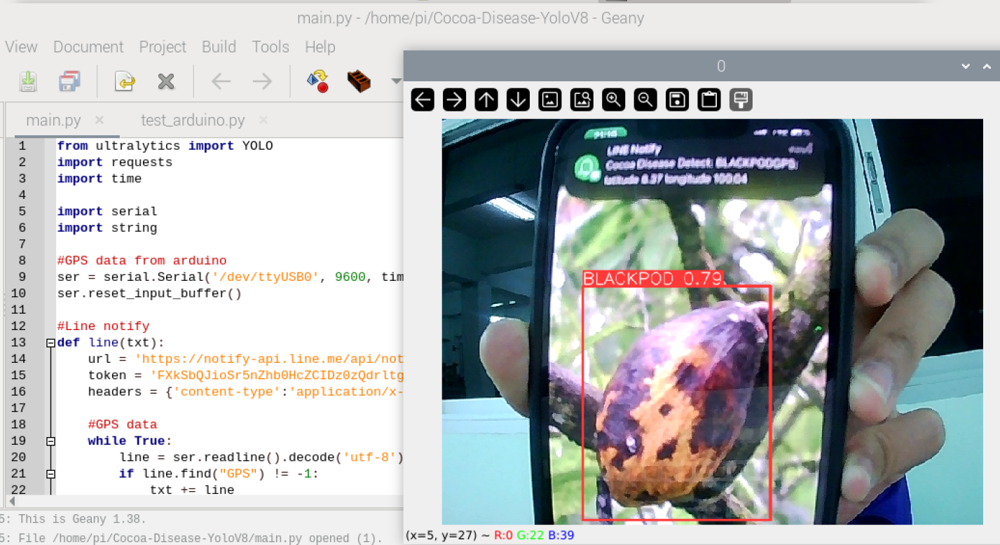 main.py - /home/pi/Cocoa-Disease-YoloV8 - Geany
View Document Project Build Tools Help
0
main.py × test_arduino.py ×
1 from ultralytics import YOLO
2 import requests
3 import time
4
5 import serial
6 import string
7
8 #GPS data from arduino
9 ser = serial.Serial('/dev/ttyUSB0', 9600, tim
10 ser.reset_input_buffer()
11
12 #Line notify
13 def line(txt):
14 url = 'https://notify-api.line.me/api/not
15 token = 'FXkSbQJioSr5nZhb0HcZCIDz0zQdrltg
16 headers = {'content-type':'application/x-
17
18 #GPS data
19 while True:
20 line = ser.readline().decode('utf-8')
21 if line.find("GPS") != -1:
22 txt += line
LINE Notify
Cocoa Disease Detect: BLACKPODGPS:
latitude 6.37 longitude 100.04
BLACKPOD 0.79
5: This is Geany 1.38.
5: File /home/pi/Cocoa-Disease-YoloV8/main.py opened (1).
(x=5, y=27) ~ R:0 G:22 B:39